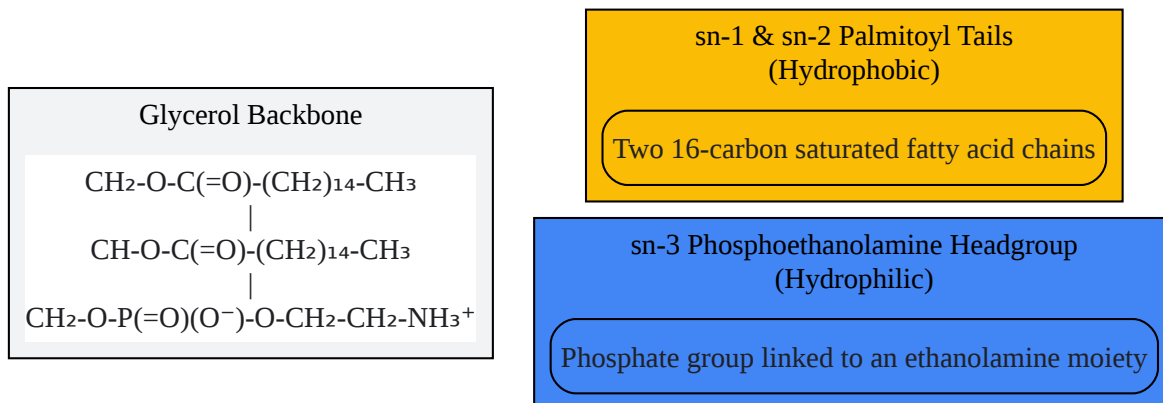 Glycerol Backbone
CH₂-O-C(=O)-(CH₂)₁₄-CH₃
|
CH-O-C(=O)-(CH₂)₁₄-CH₃
|
CH₂-O-P(=O)(O⁻)-O-CH₂-CH₂-NH₃⁺
sn-1 & sn-2 Palmitoyl Tails
(Hydrophobic)
Two 16-carbon saturated fatty acid chains
sn-3 Phosphoethanolamine Headgroup
(Hydrophilic)
Phosphate group linked to an ethanolamine moiety